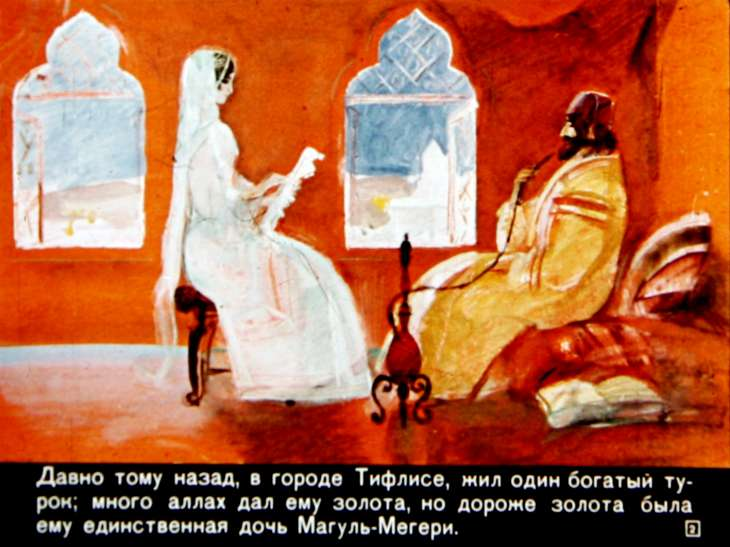 Давно тому назад, в городе Тифлисе, жил один богатый ту-
рок; много аллах дал ему золота, но дороже золота была
ему единственная дочь Магуль-Мегери.
2